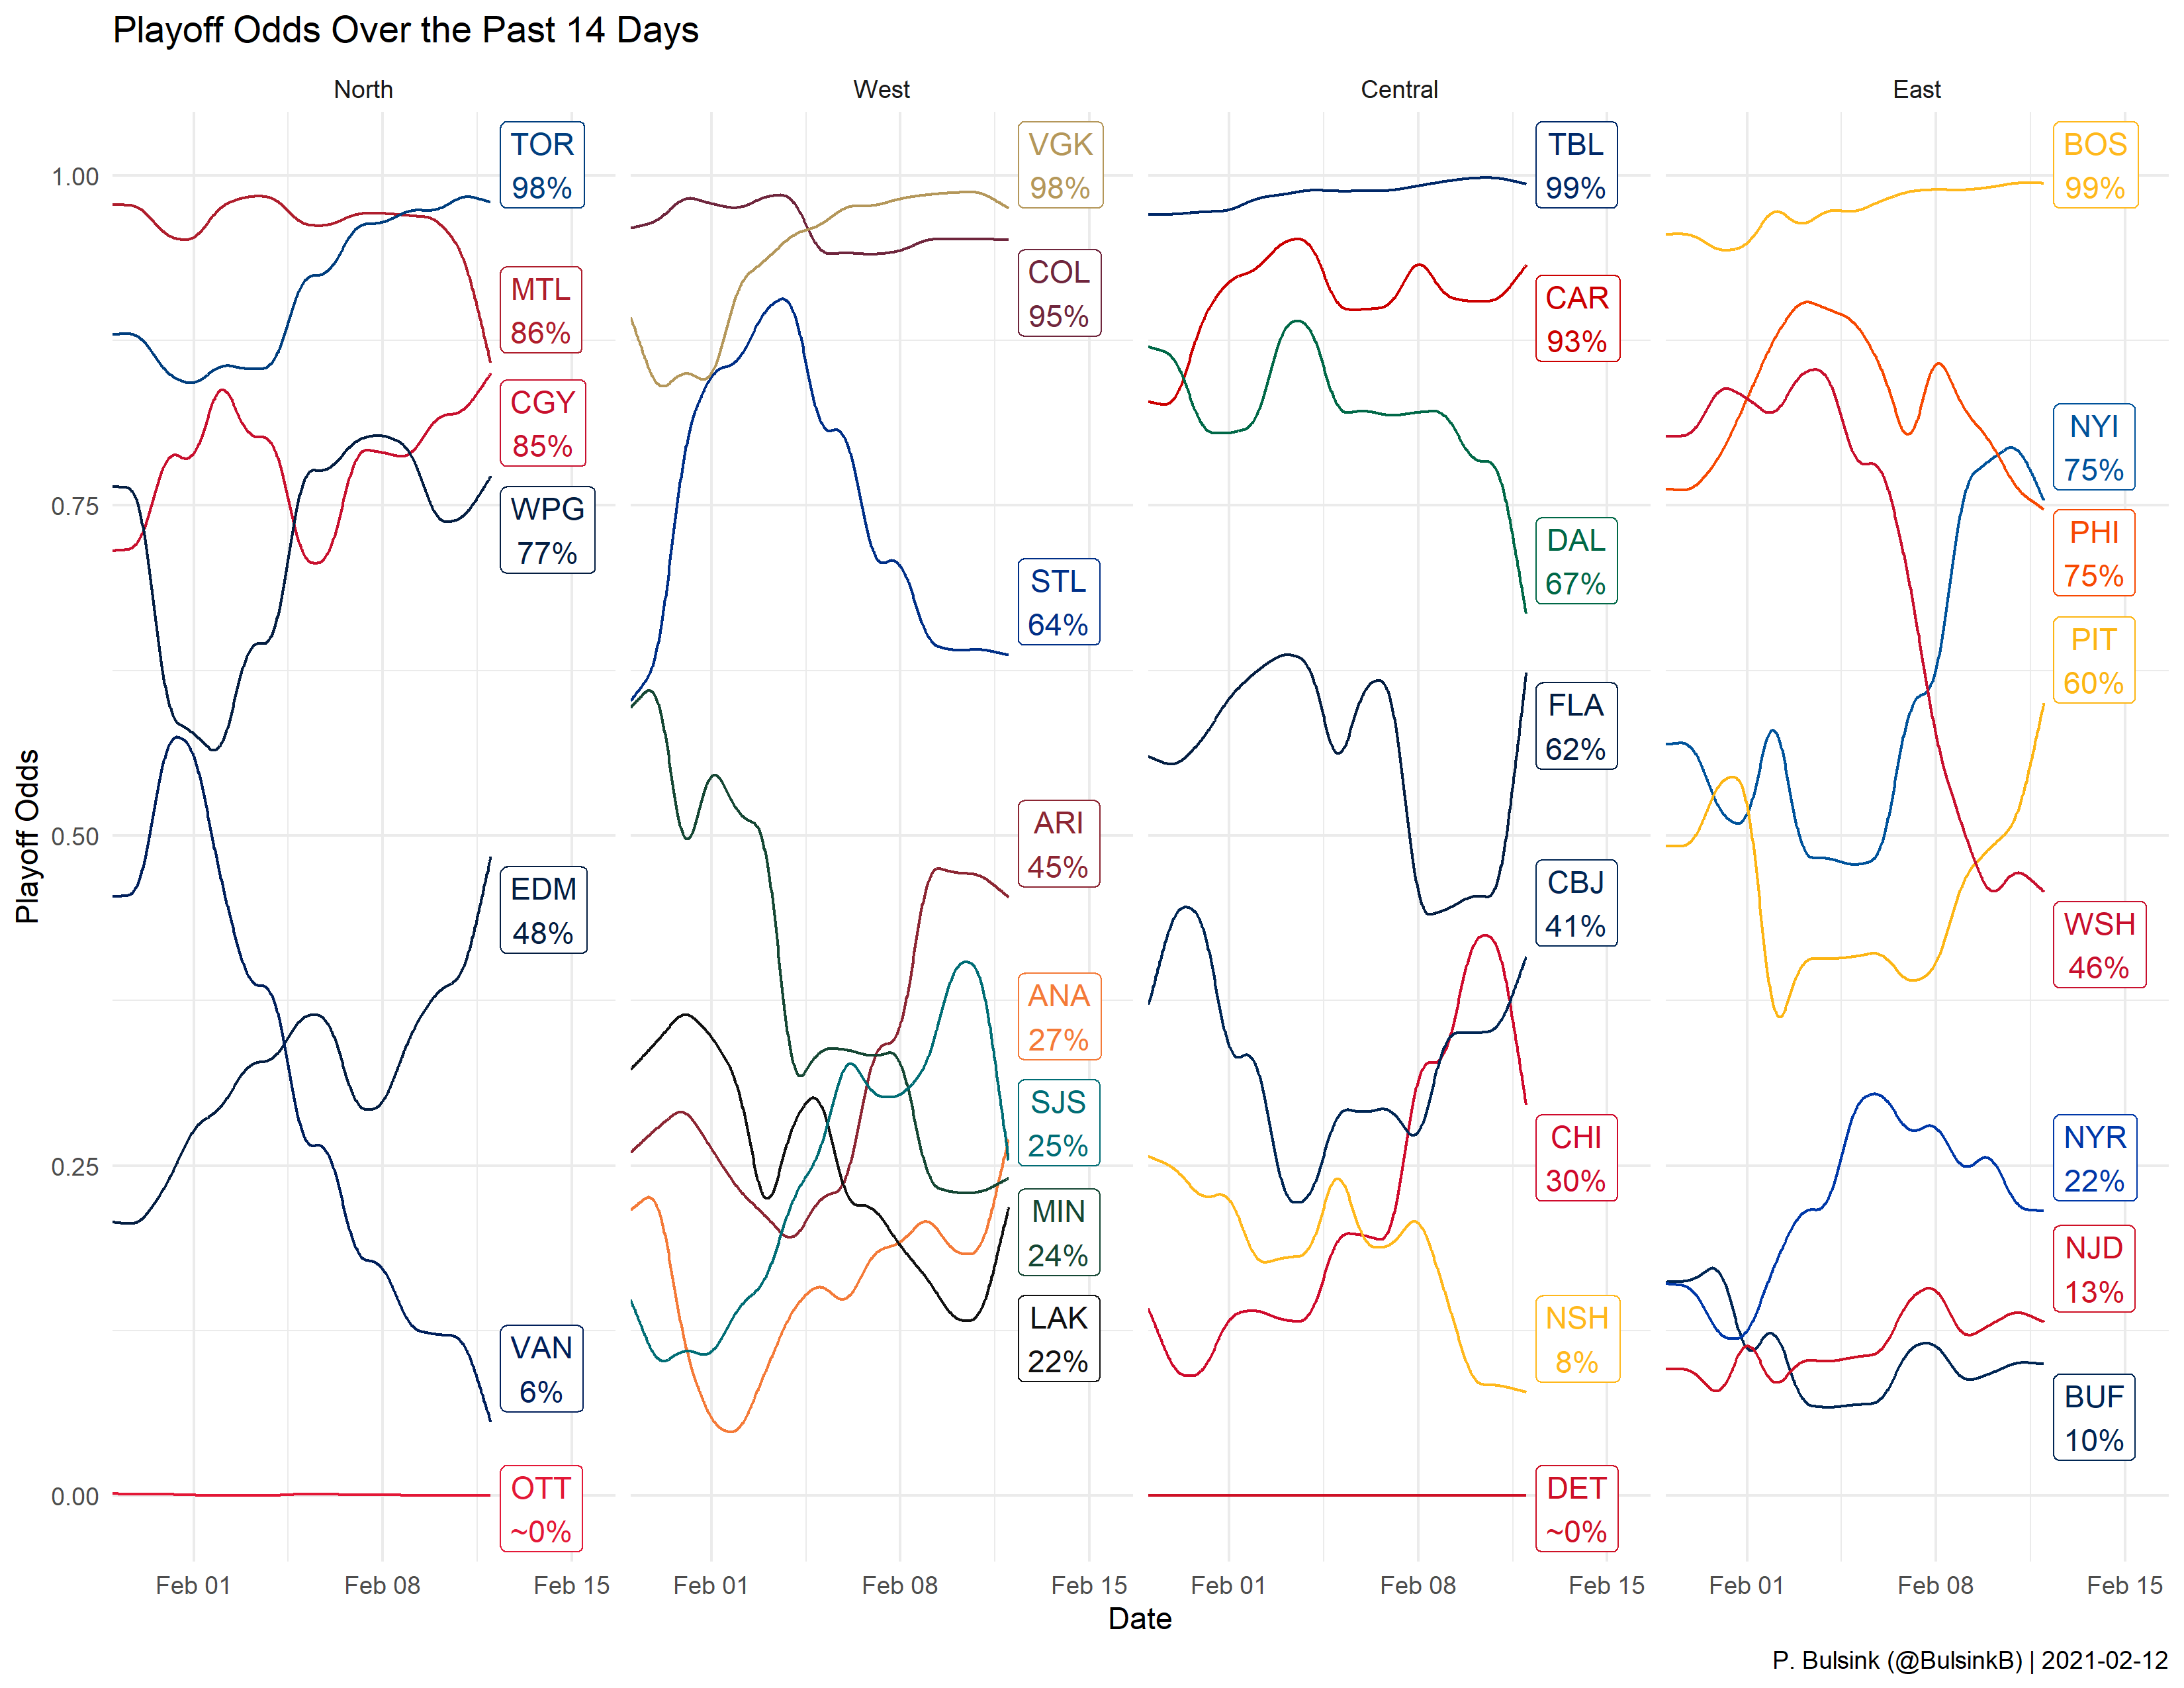 Playoff Odds Over the Past 14 Days
North
West
Central
East
Playoff Odds
1.00
0.75
0.50
0.25
0.00
TOR
98%
MTL
86%
CGY
85%
WPG
77%
EDM
48%
VAN
6%
OTT
~0%
VGK
98%
COL
95%
STL
64%
ARI
45%
ANA
27%
SJS
25%
MIN
24%
LAK
22%
TBL
99%
CAR
93%
DAL
67%
FLA
62%
CBJ
41%
CHI
30%
NSH
8%
DET
~0%
BOS
99%
NYI
75%
PHI
75%
PIT
60%
WSH
46%
NYR
22%
NJD
13%
BUF
10%
Feb 01 Feb 08 Feb 15 Feb 01 Feb 08 Feb 15 Feb 01 Feb 08 Feb 15 Feb 01 Feb 08 Feb 15
Date
P. Bulsink (@BulsinkB) | 2021-02-12